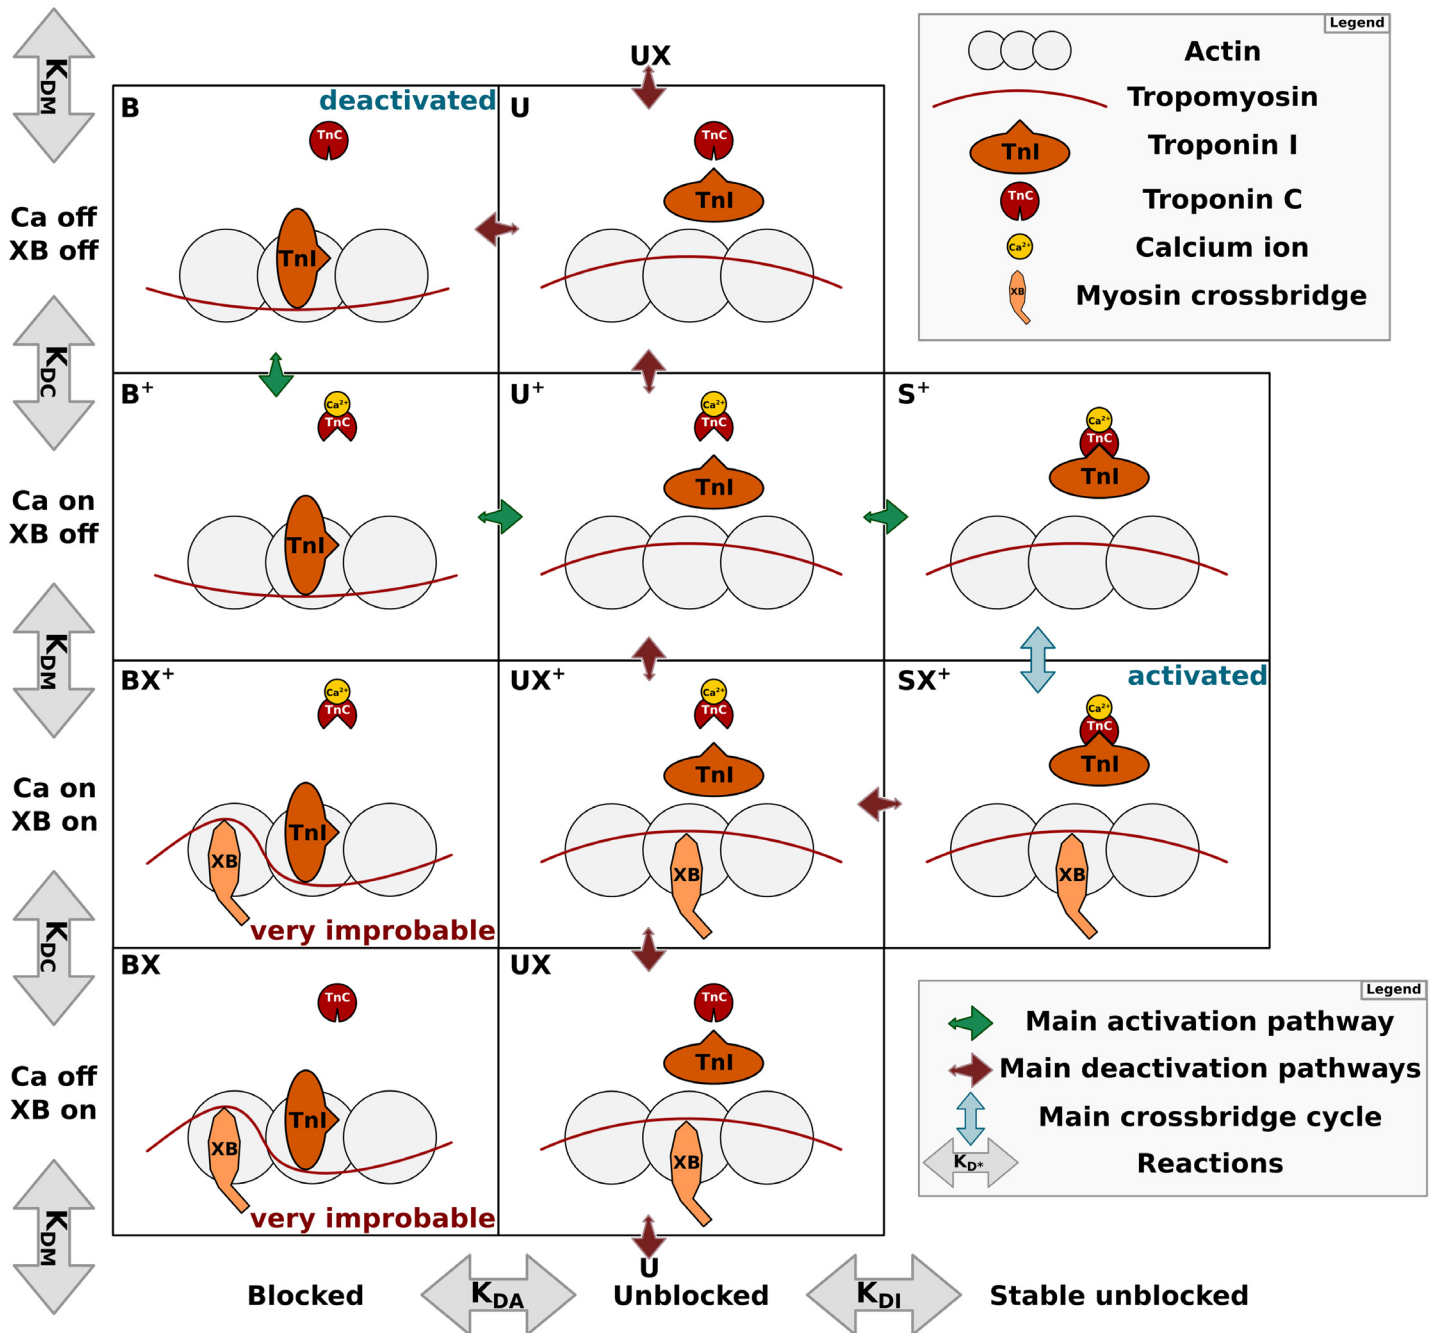 UX
Legend
Actin
Tropomyosin
TnI
Troponin I
TnC
Troponin C
Ca²⁺
Calcium ion
XB
Myosin crossbridge
K_DM
Ca off
XB off
K_DC
Ca on
XB off
K_DM
Ca on
XB on
K_DC
Ca off
XB on
K_DM
B
deactivated
TnC
TnI
U
TnC
TnI
B⁺
Ca²⁺
TnC
TnI
U⁺
Ca²⁺
TnC
TnI
S⁺
Ca²⁺
TnC
TnI
BX⁺
Ca²⁺
TnC
TnI
XB
very improbable
UX⁺
Ca²⁺
TnC
TnI
XB
SX⁺
activated
Ca²⁺
TnC
TnI
XB
BX
TnC
TnI
XB
very improbable
UX
TnC
TnI
XB
Legend
Main activation pathway
Main deactivation pathways
Main crossbridge cycle
K_D*
Reactions
U
Blocked
K_DA
Unblocked
K_DI
Stable unblocked